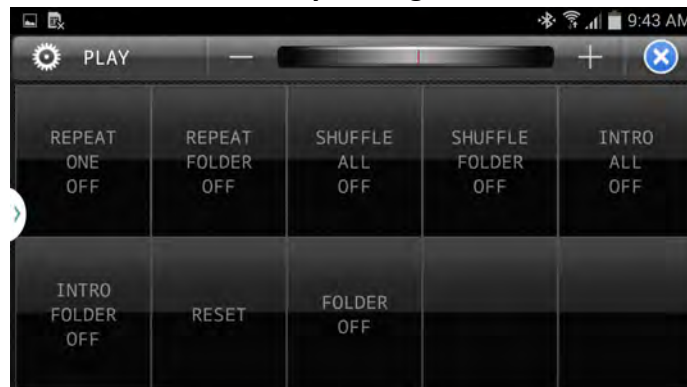 9:43 AM
PLAY
REPEAT
ONE
OFF
REPEAT
FOLDER
OFF
SHUFFLE
ALL
OFF
SHUFFLE
FOLDER
OFF
INTRO
ALL
OFF
INTRO
FOLDER
OFF
RESET
FOLDER
OFF